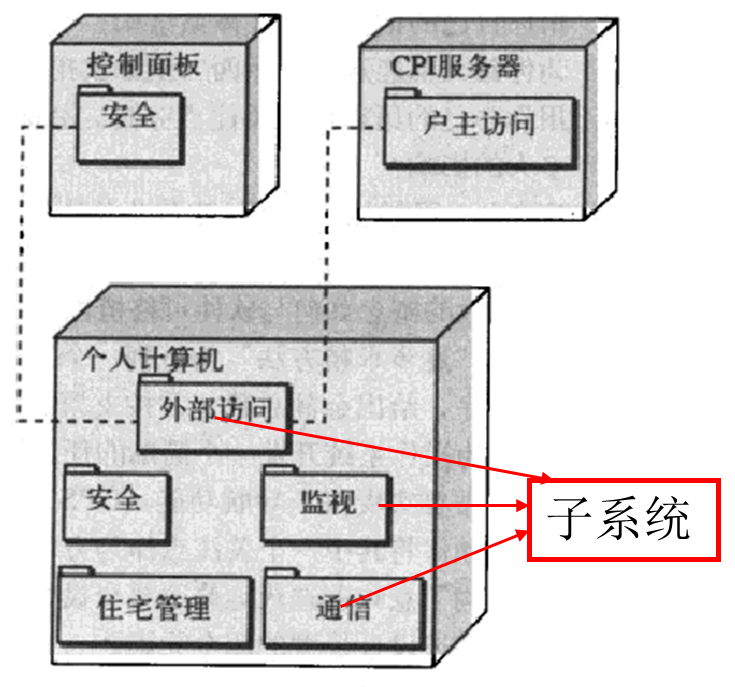 控制面板
安全
CPI服务器
户主访问
个人计算机
外部访问
安全
监视
住宅管理
通信
子系统